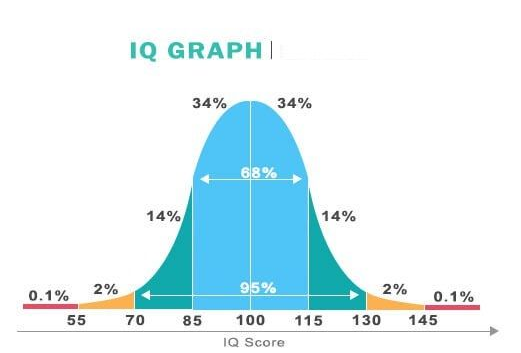 IQ GRAPH |
34% 34%
68%
14% 14%
95%
0.1% 2% 2% 0.1%
55 70 85 100 115 130 145
IQ Score